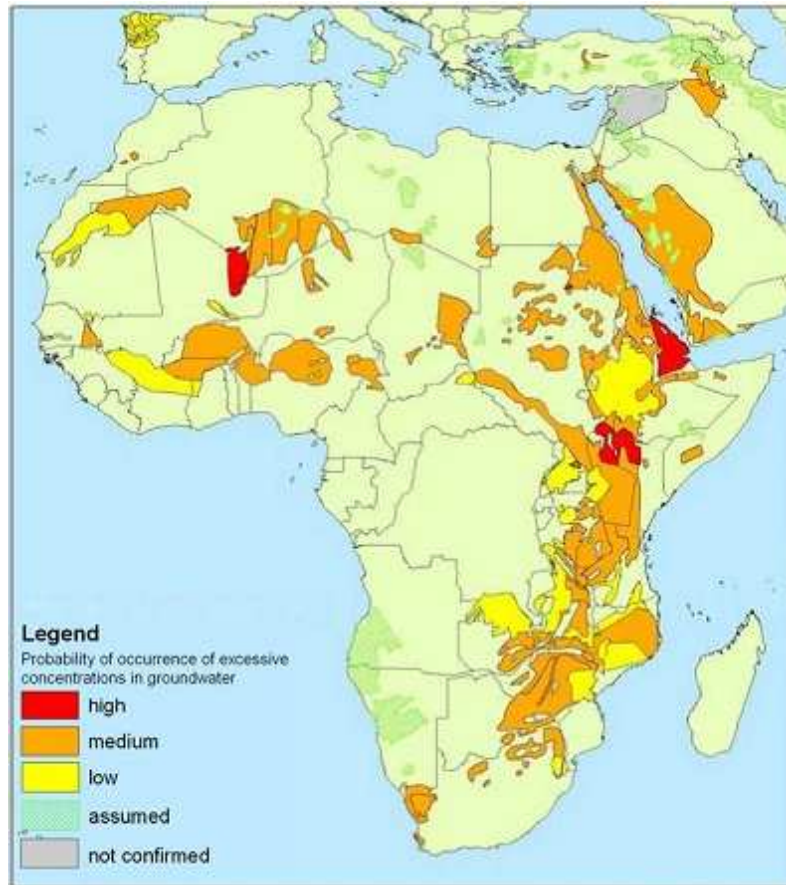 Legend
Probability of occurrence of excessive
concentrations in groundwater
high
medium
low
assumed
not confirmed